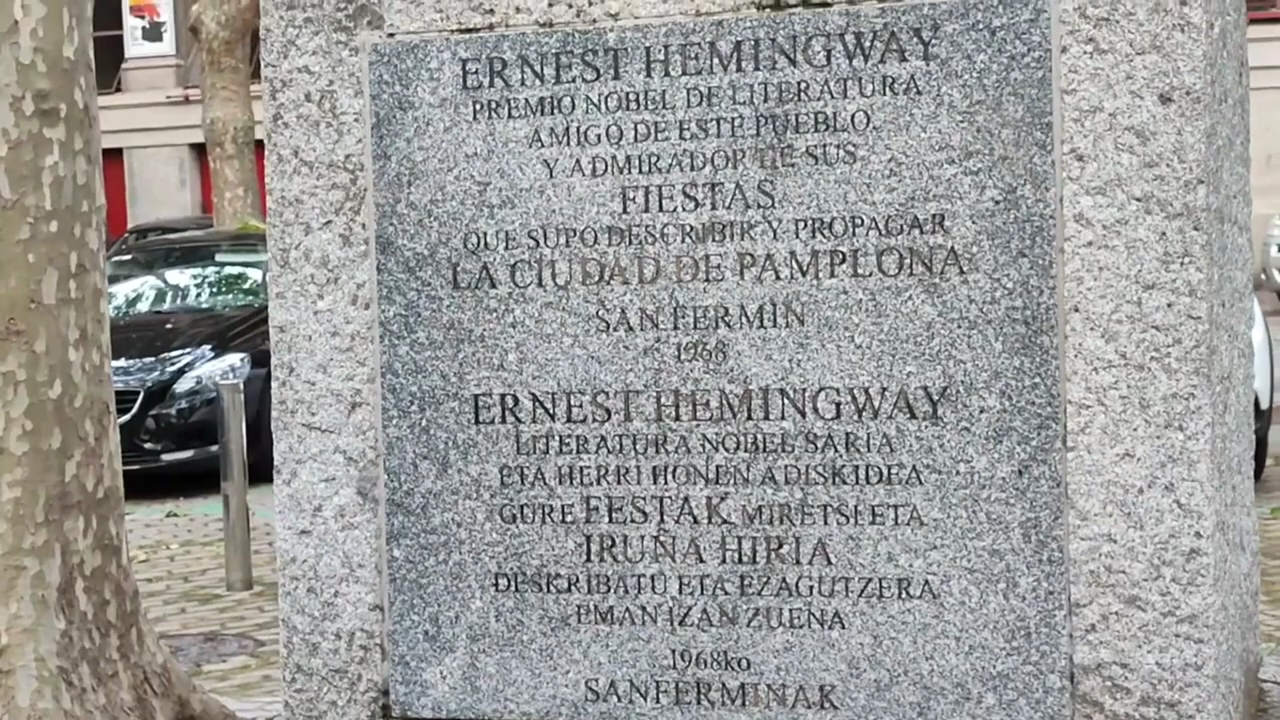 ERNEST HEMINGWAY
PREMIO NOBEL DE LITERATURA
AMIGO DE ESTE PUEBLO
Y ADMIRADOR DE SUS
FIESTAS
QUE SUPO DESCRIBIR Y PROPAGAR
LA CIUDAD DE PAMPLONA
SAN FERMIN
1968
ERNEST HEMINGWAY
LITERATURA NOBEL SARIA
ETA HERRI HONEN ADISKIDEA
GURE FESTAK MIRETSI ETA
IRUÑA HIRIA
DESKRIBATU ETA EZAGUTZERA
EMAN IZAN ZUENA
1968ko
SANFERMINAK